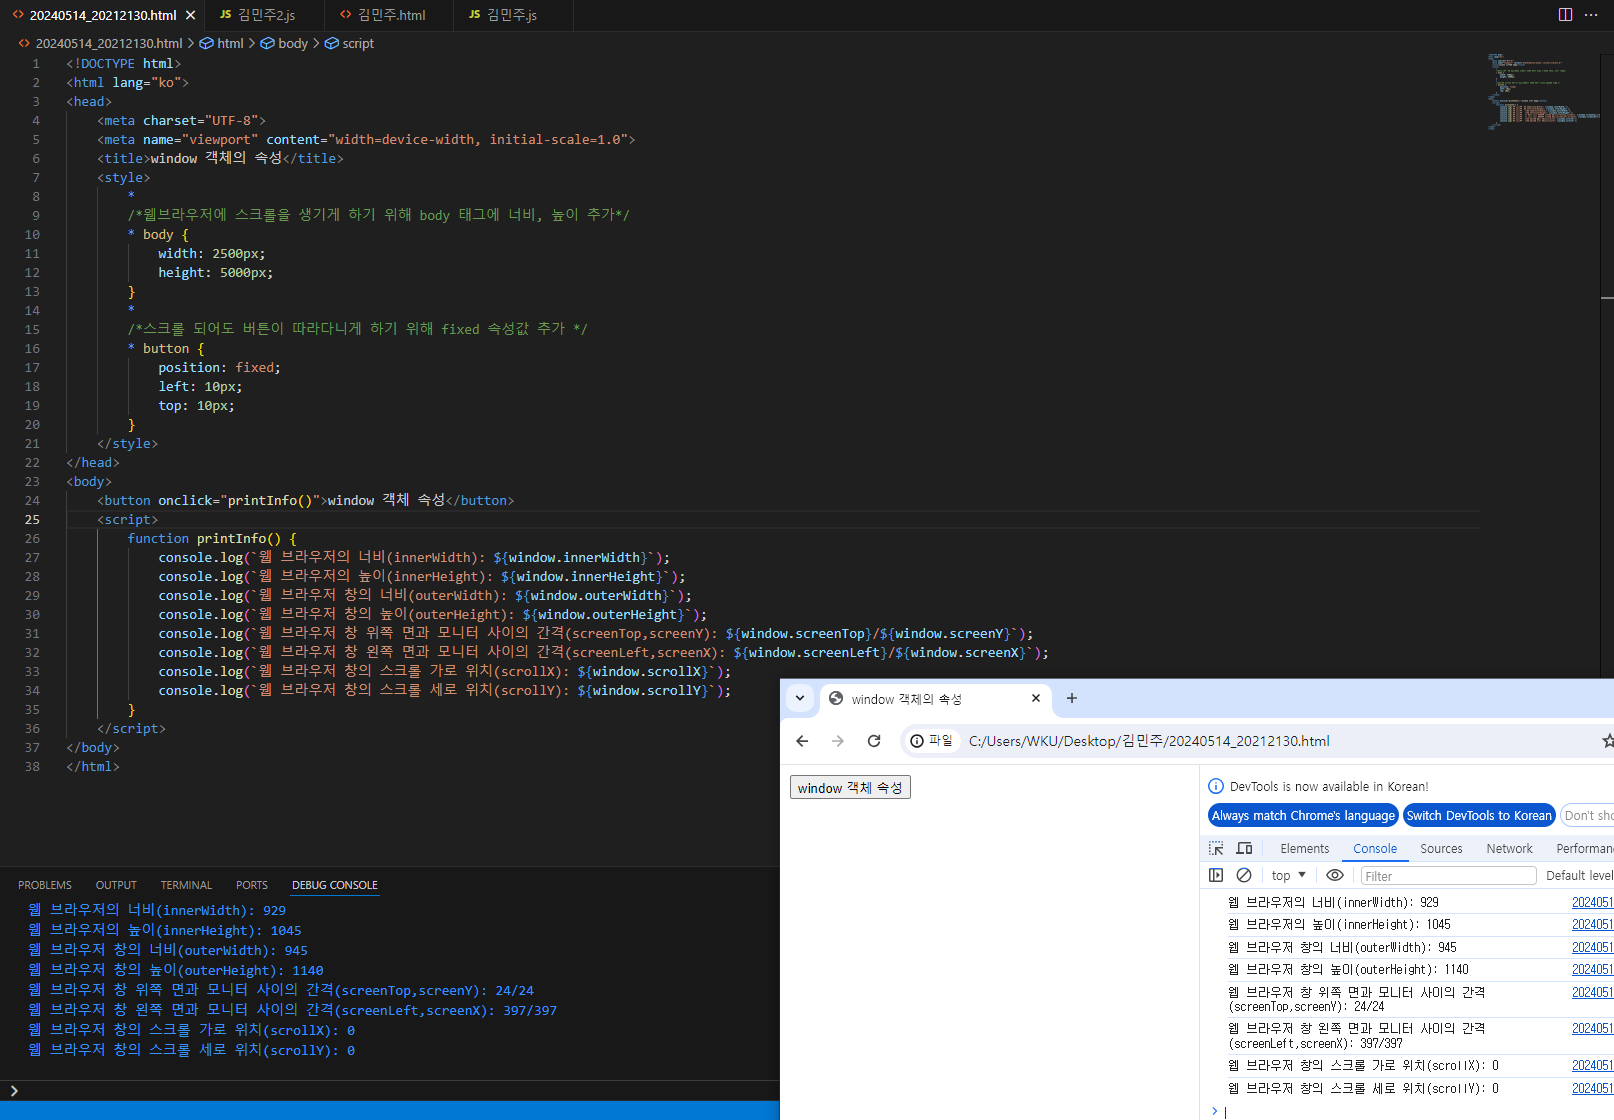 20240514_20212130.html
JS 김민주2.js
김민주.html
JS 김민주.js
20240514_20212130.html > html > body > script
1 <!DOCTYPE html>
2 <html lang="ko">
3 <head>
4 <meta charset="UTF-8">
5 <meta name="viewport" content="width=device-width, initial-scale=1.0">
6 <title>window 객체의 속성</title>
7 <style>
8 *
9 /*웹브라우저에 스크롤을 생기게 하기 위해 body 태그에 너비, 높이 추가*/
10 * body {
11 width: 2500px;
12 height: 5000px;
13 }
14 *
15 /*스크롤 되어도 버튼이 따라다니게 하기 위해 fixed 속성값 추가 */
16 * button {
17 position: fixed;
18 left: 10px;
19 top: 10px;
20 }
21 </style>
22 </head>
23 <body>
24 <button onclick="printInfo()">window 객체 속성</button>
25 <script>
26 function printInfo() {
27 console.log(`웹 브라우저의 너비(innerWidth): ${window.innerWidth}`);
28 console.log(`웹 브라우저의 높이(innerHeight): ${window.innerHeight}`);
29 console.log(`웹 브라우저 창의 너비(outerWidth): ${window.outerWidth}`);
30 console.log(`웹 브라우저 창의 높이(outerHeight): ${window.outerHeight}`);
31 console.log(`웹 브라우저 창 위쪽 면과 모니터 사이의 간격(screenTop,screenY): ${window.screenTop}/${window.screenY}`);
32 console.log(`웹 브라우저 창 왼쪽 면과 모니터 사이의 간격(screenLeft,screenX): ${window.screenLeft}/${window.screenX}`);
33 console.log(`웹 브라우저 창의 스크롤 가로 위치(scrollX): ${window.scrollX}`);
34 console.log(`웹 브라우저 창의 스크롤 세로 위치(scrollY): ${window.scrollY}`);
35 }
36 </script>
37 </body>
38 </html>
PROBLEMS OUTPUT TERMINAL PORTS DEBUG CONSOLE
웹 브라우저의 너비(innerWidth): 929
웹 브라우저의 높이(innerHeight): 1045
웹 브라우저 창의 너비(outerWidth): 945
웹 브라우저 창의 높이(outerHeight): 1140
웹 브라우저 창 위쪽 면과 모니터 사이의 간격(screenTop,screenY): 24/24
웹 브라우저 창 왼쪽 면과 모니터 사이의 간격(screenLeft,screenX): 397/397
웹 브라우저 창의 스크롤 가로 위치(scrollX): 0
웹 브라우저 창의 스크롤 세로 위치(scrollY): 0
window 객체의 속성
파일 C:/Users/WKU/Desktop/김민주/20240514_20212130.html
window 객체 속성
DevTools is now available in Korean!
Always match Chrome's language Switch DevTools to Korean Don't sho
Elements Console Sources Network Performan
top Filter Default level
웹 브라우저의 너비(innerWidth): 929 2024051
웹 브라우저의 높이(innerHeight): 1045 2024051
웹 브라우저 창의 너비(outerWidth): 945 2024051
웹 브라우저 창의 높이(outerHeight): 1140 2024051
웹 브라우저 창 위쪽 면과 모니터 사이의 간격 2024051
(screenTop,screenY): 24/24
웹 브라우저 창 왼쪽 면과 모니터 사이의 간격 2024051
(screenLeft,screenX): 397/397
웹 브라우저 창의 스크롤 가로 위치(scrollX): 0 2024051
웹 브라우저 창의 스크롤 세로 위치(scrollY): 0 2024051